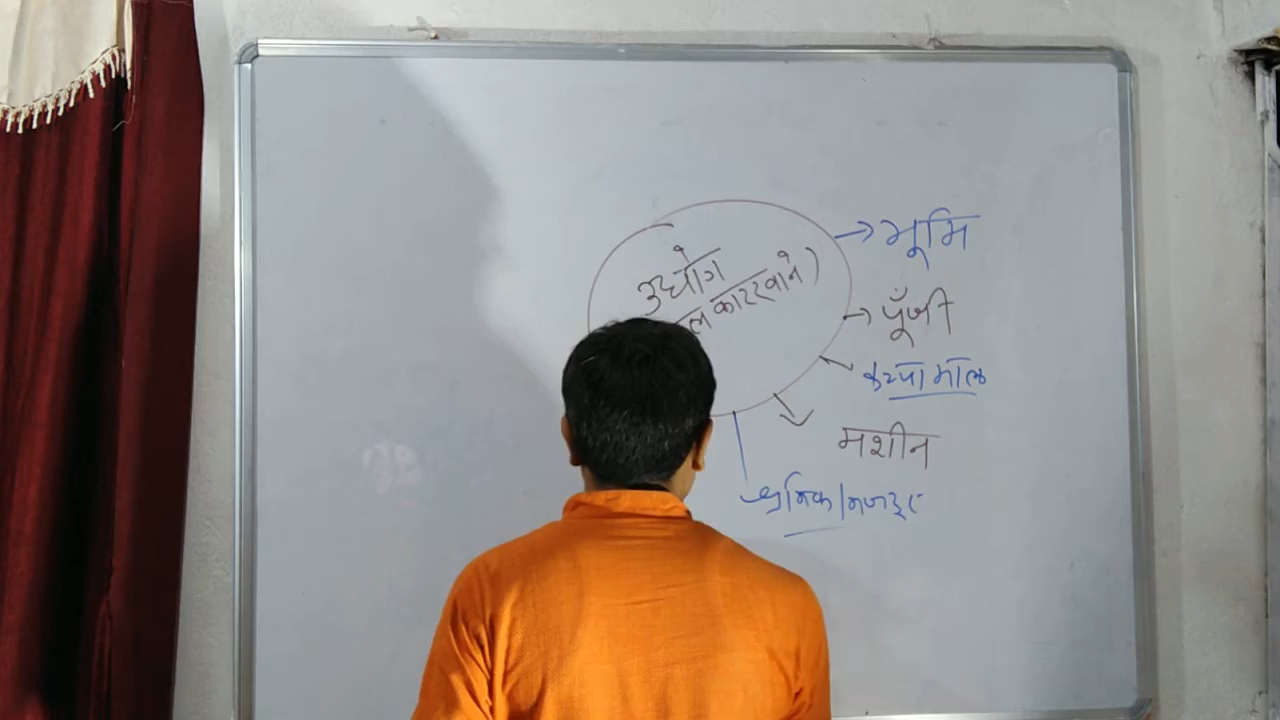 उद्योग
कारखाने)
→ भूमि
→ पूँजी
कच्चा माल
मशीन
श्रमिक/मजदूर